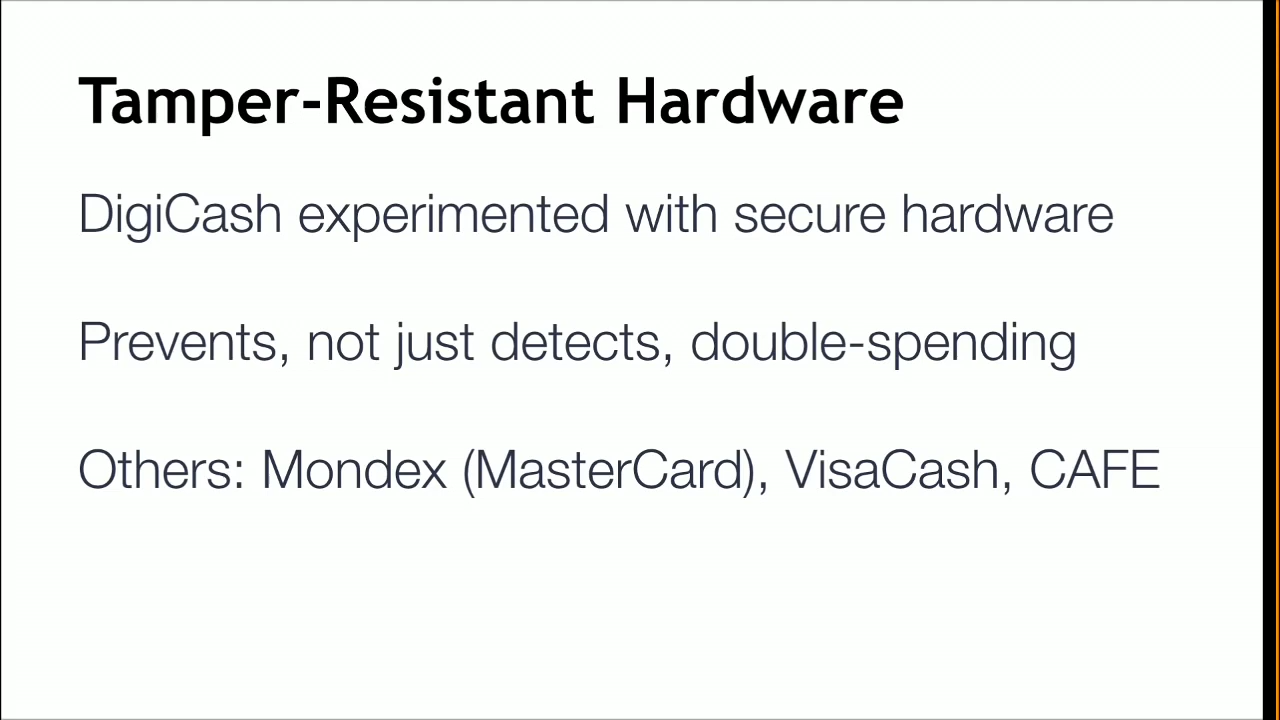 Tamper-Resistant Hardware
DigiCash experimented with secure hardware
Prevents, not just detects, double-spending
Others: Mondex (MasterCard), VisaCash, CAFE